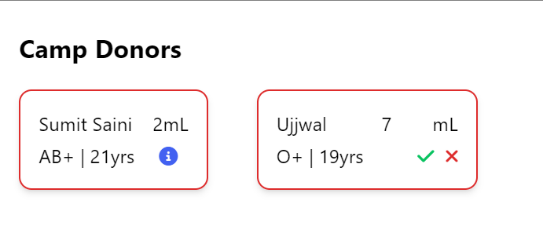 Camp Donors
Sumit Saini 2mL
AB+ | 21yrs
Ujjwal 7 mL
O+ | 19yrs